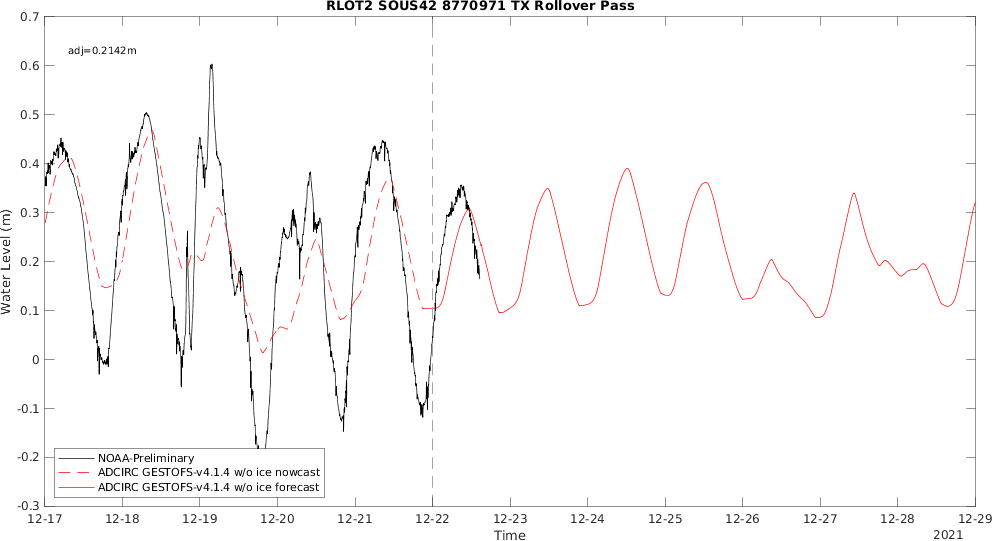 RLOT2 SOUS42 8770971 TX Rollover Pass
adj=0.2142m
Water Level (m)
0.7
0.6
0.5
0.4
0.3
0.2
0.1
0
-0.1
-0.2
-0.3
NOAA-Preliminary
ADCIRC GESTOFS-v4.1.4 w/o ice nowcast
ADCIRC GESTOFS-v4.1.4 w/o ice forecast
12-17 12-18 12-19 12-20 12-21 12-22 12-23 12-24 12-25 12-26 12-27 12-28 12-29
Time
2021